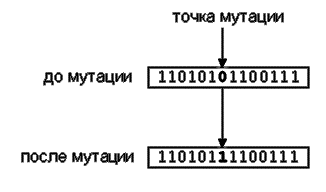 точка мутации
до мутации 11010101100111
после мутации 11010111100111